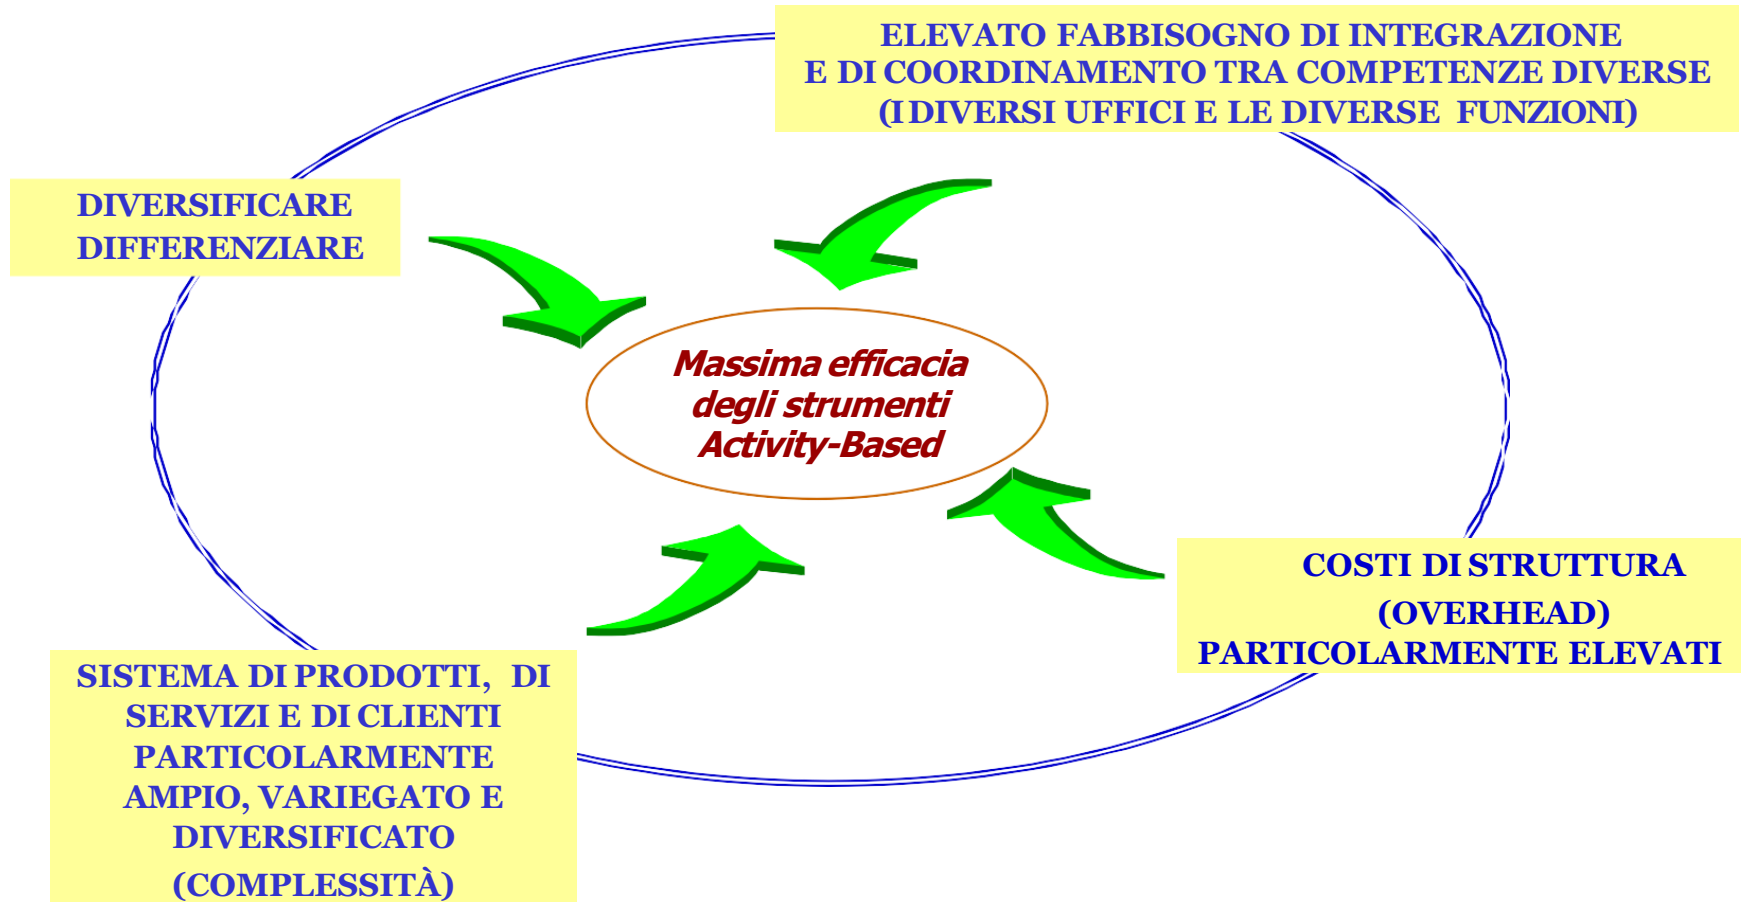 ELEVATO FABBISOGNO DI INTEGRAZIONE
E DI COORDINAMENTO TRA COMPETENZE DIVERSE
(I DIVERSI UFFICI E LE DIVERSE FUNZIONI)
DIVERSIFICARE
DIFFERENZIARE
Massima efficacia
degli strumenti
Activity-Based
COSTI DI STRUTTURA
(OVERHEAD)
PARTICOLARMENTE ELEVATI
SISTEMA DI PRODOTTI, DI
SERVIZI E DI CLIENTI
PARTICOLARMENTE
AMPIO, VARIEGATO E
DIVERSIFICATO
(COMPLESSITÀ)